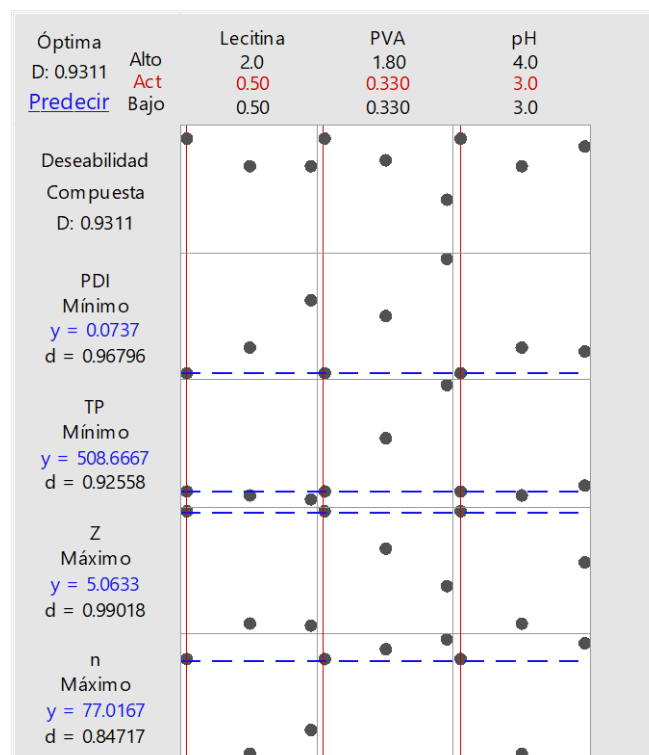 Óptima
D: 0.9311
Predecir
Alto
Act
Bajo
Lecitina
2.0
0.50
0.50
PVA
1.80
0.330
0.330
pH
4.0
3.0
3.0
Deseabilidad
Compuesta
D: 0.9311
PDI
Mínimo
y = 0.0737
d = 0.96796
TP
Mínimo
y = 508.6667
d = 0.92558
Z
Máximo
y = 5.0633
d = 0.99018
n
Máximo
y = 77.0167
d = 0.84717